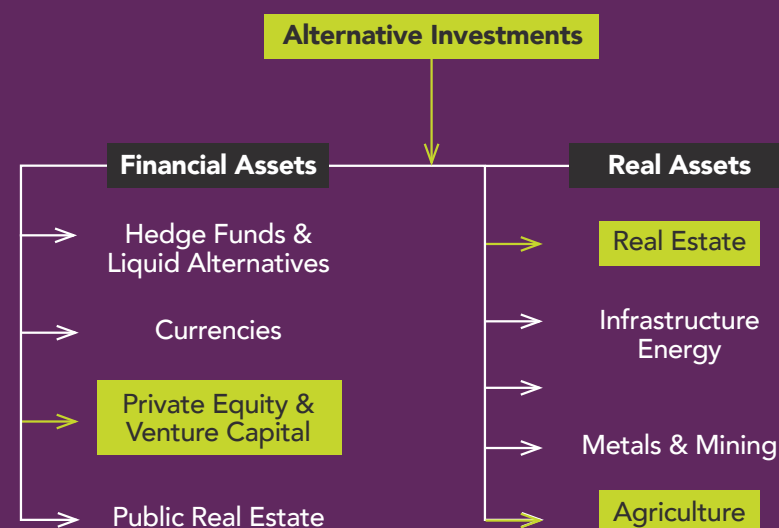 Alternative Investments
Financial Assets
Hedge Funds &
Liquid Alternatives
Currencies
Private Equity &
Venture Capital
Public Real Estate
Real Assets
Real Estate
Infrastructure
Energy
Metals & Mining
Agriculture